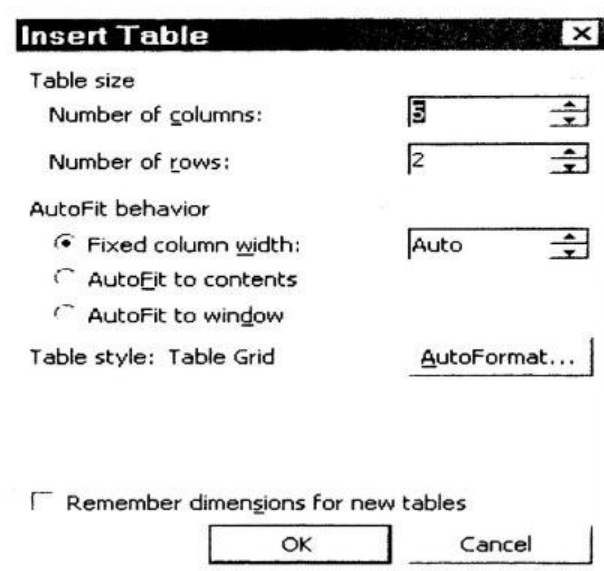 Insert Table
Table size
Number of columns: 5
Number of rows: 2
AutoFit behavior
Fixed column width: Auto
AutoFit to contents
AutoFit to window
Table style: Table Grid AutoFormat...
Remember dimensions for new tables
OK Cancel